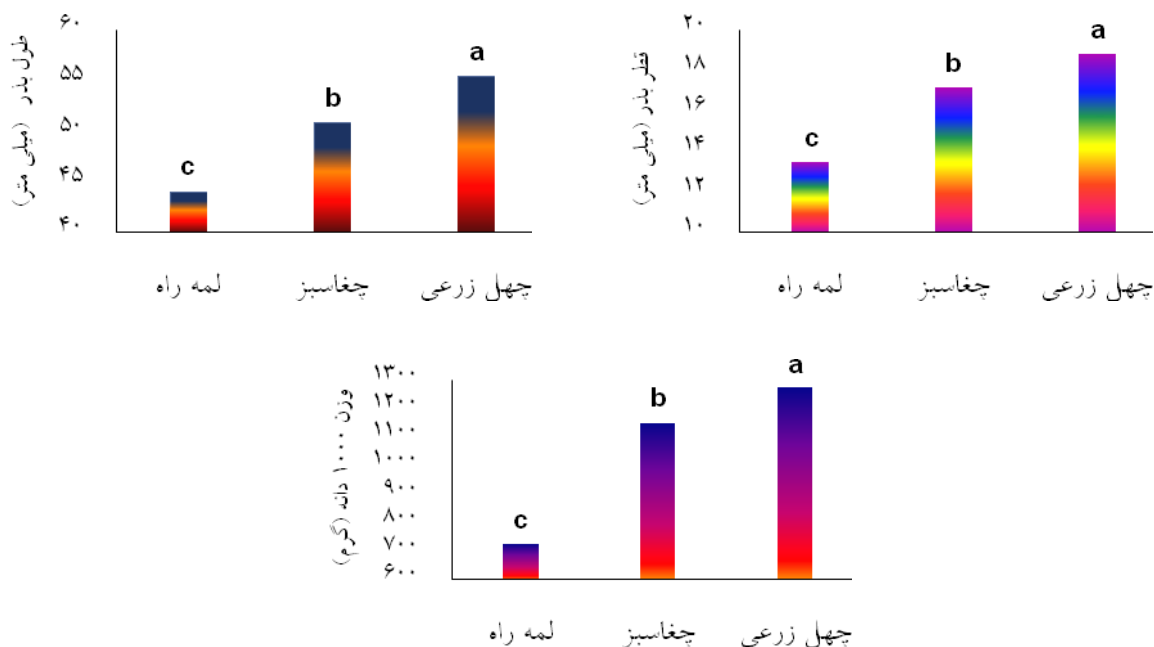 طول بذر (میلی متر)
۶۰
۵۵
۵۰
۴۵
۴۰
a
b
c
لمه راه چغاسبز چهل زرعی
قطر بذر (میلی متر)
۲۰
۱۸
۱۶
۱۴
۱۲
۱۰
a
b
c
لمه راه چغاسبز چهل زرعی
وزن ۱۰۰۰ دانه (گرم)
۱۳۰۰
۱۲۰۰
۱۱۰۰
۱۰۰۰
۹۰۰
۸۰۰
۷۰۰
۶۰۰
a
b
c
لمه راه چغاسبز چهل زرعی